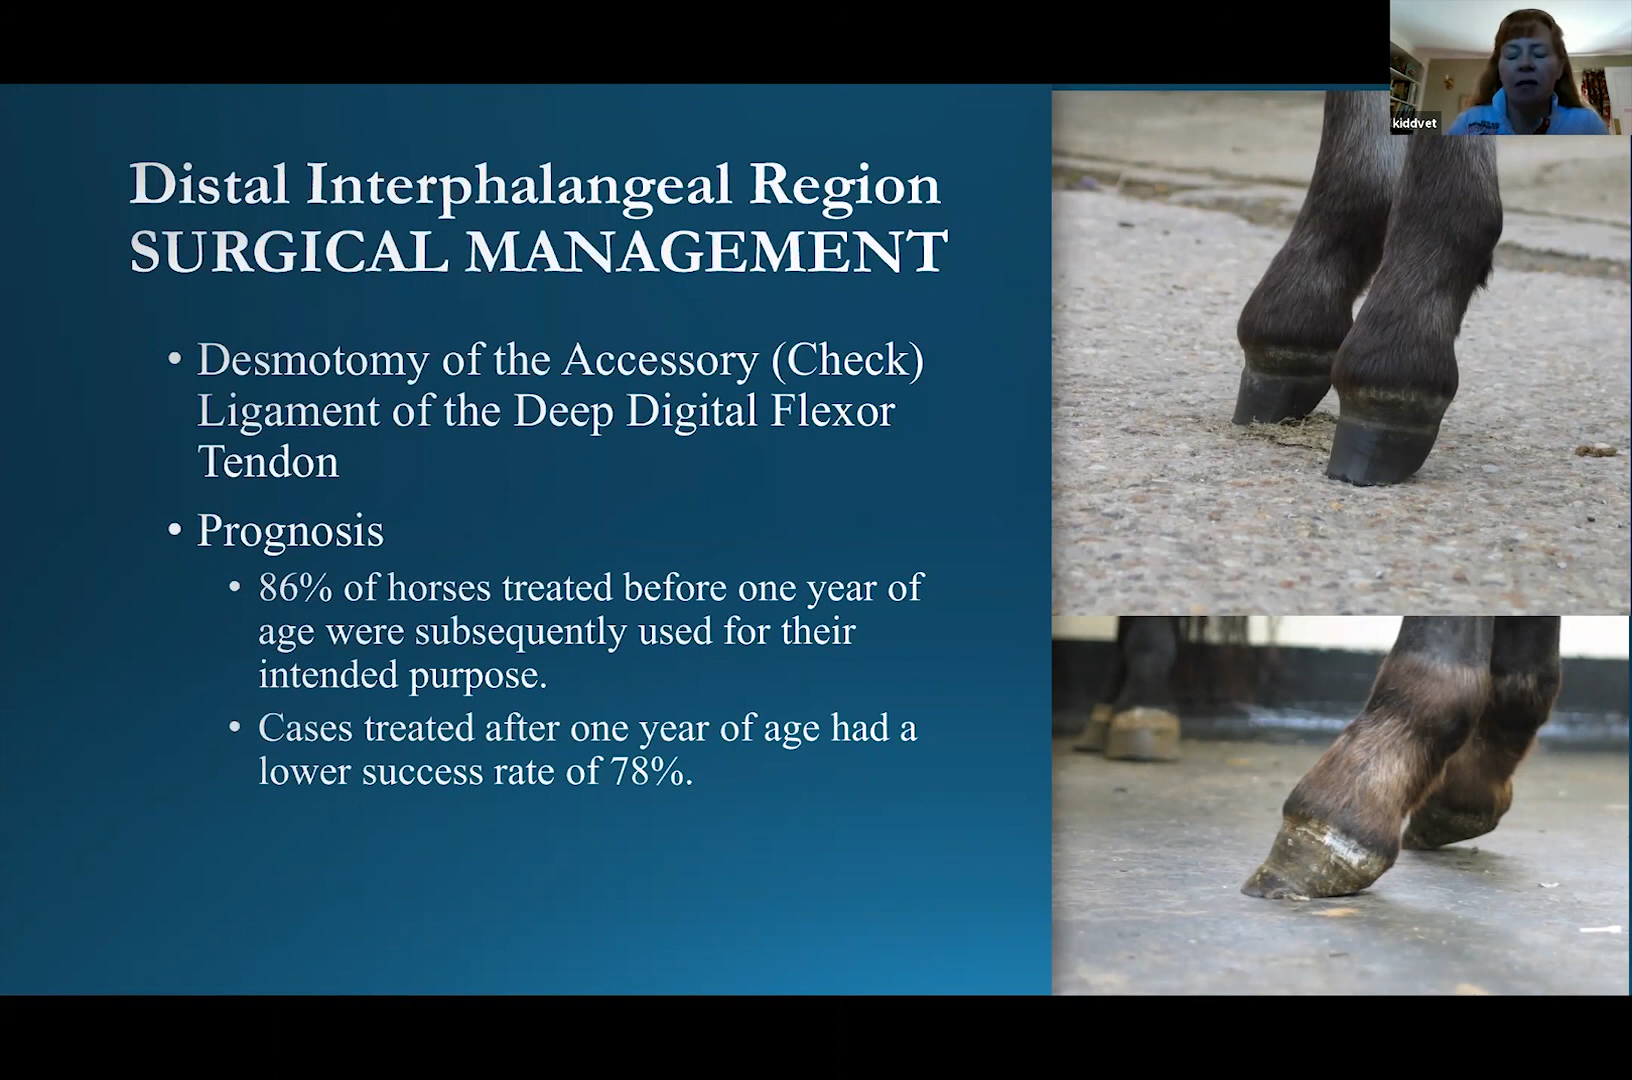 kiddvet
Distal Interphalangeal Region
SURGICAL MANAGEMENT
• Desmotomy of the Accessory (Check)
Ligament of the Deep Digital Flexor
Tendon
• Prognosis
• 86% of horses treated before one year of
age were subsequently used for their
intended purpose.
• Cases treated after one year of age had a
lower success rate of 78%.